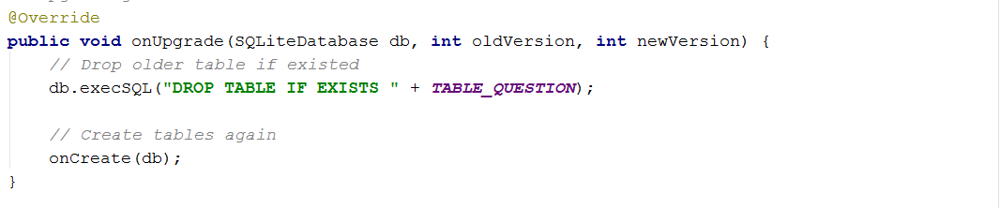 @Override
public void onUpgrade(SQLiteDatabase db, int oldVersion, int newVersion) {
    // Drop older table if existed
    db.execSQL("DROP TABLE IF EXISTS " + TABLE_QUESTION);
    // Create tables again
    onCreate(db);
}